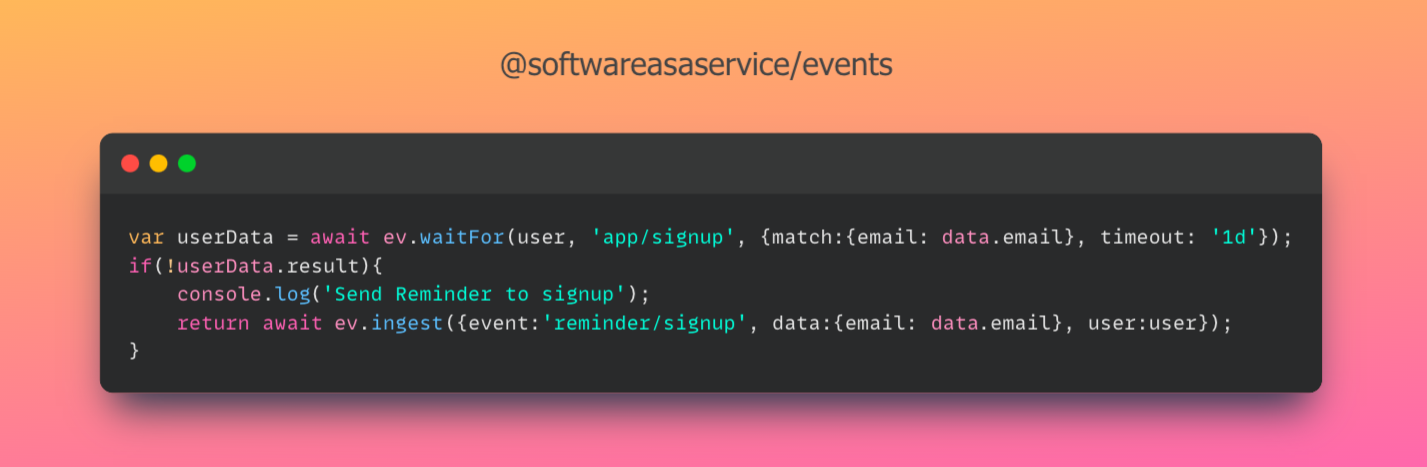 @softwareasaservice/events
var userData = await ev.waitFor(user, 'app/signup', {match:{email: data.email}, timeout: '1d'});
if(!userData.result){
    console.log('Send Reminder to signup');
    return await ev.ingest({event:'reminder/signup', data:{email: data.email}, user:user});
}